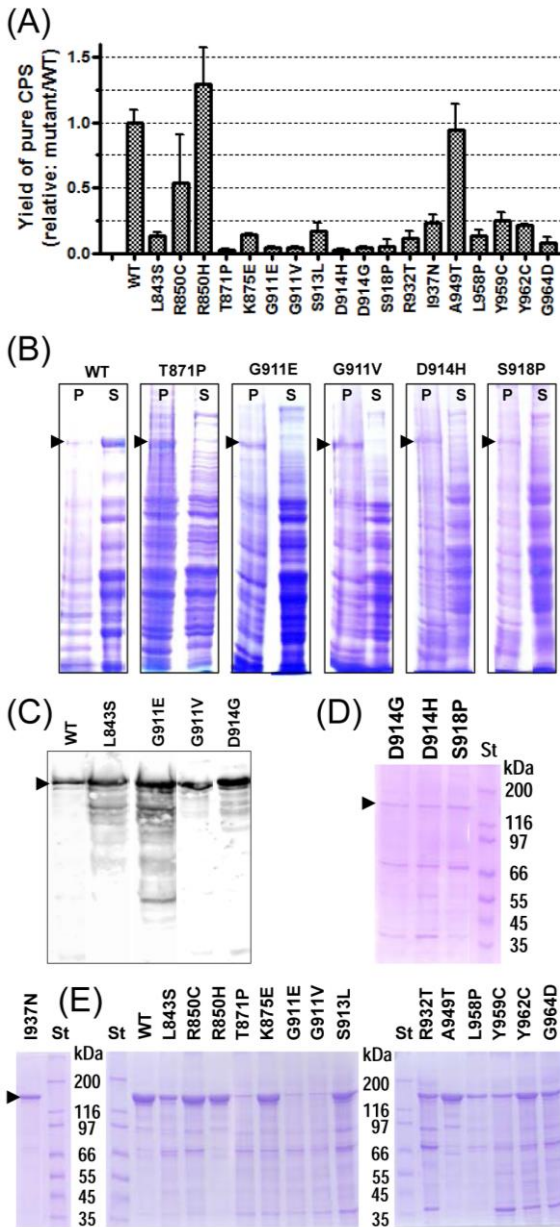 (A)
Yield of pure CPS
(relative: mutant/WT)
1.5
1.0
0.5
0.0
WT
L843S
R850C
R850H
T871P
K875E
G911E
G911V
S913L
D914H
D914G
S918P
R932T
I937N
A949T
L958P
Y959C
Y962C
G964D
(B)
WT T871P G911E G911V D914H S918P
P S P S P S P S P S P S
(C)
WT
L843S
G911E
G911V
D914G
(D)
D914G
D914H
S918P
St
kDa
200
116
97
66
55
45
35
(E)
I937N
St
kDa
200
116
97
66
55
45
35
St
WT
L843S
R850C
R850H
T871P
K875E
G911E
G911V
S913L
St
kDa
200
116
97
66
55
45
35
R932T
A949T
L958P
Y959C
Y962C
G964D